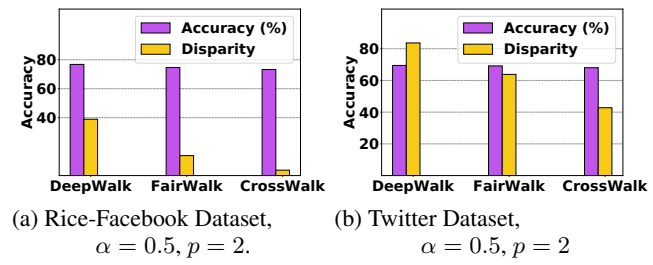 Accuracy (%)
Disparity
80
60
40
Accuracy
DeepWalk FairWalk CrossWalk
(a) Rice-Facebook Dataset,
α = 0.5, p = 2.
Accuracy (%)
Disparity
80
60
40
20
Accuracy
DeepWalk FairWalk CrossWalk
(b) Twitter Dataset,
α = 0.5, p = 2